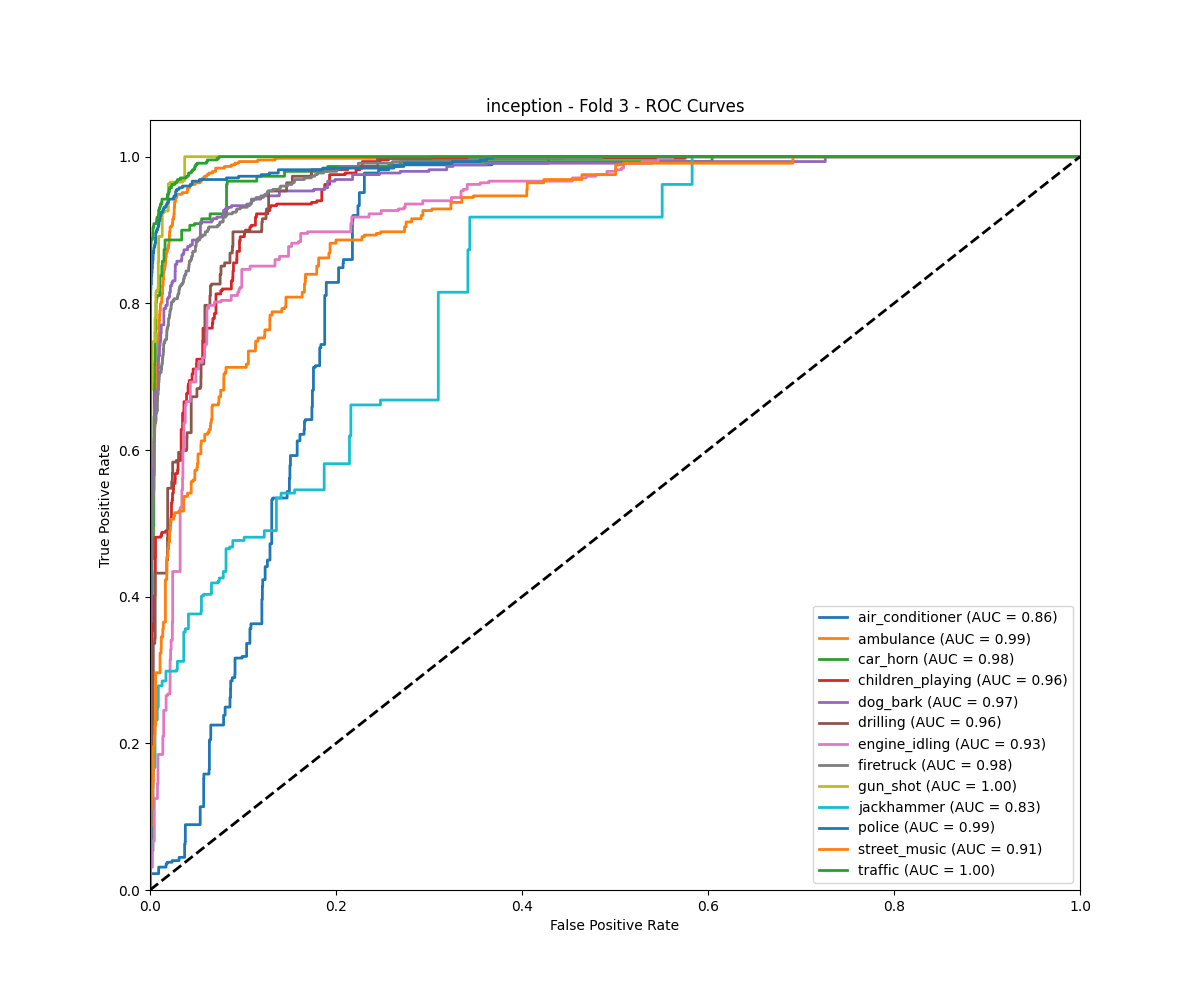 inception - Fold 3 - ROC Curves
1.0
0.8
0.6
0.4
0.2
0.0
True Positive Rate
0.0 0.2 0.4 0.6 0.8 1.0
False Positive Rate
air_conditioner (AUC = 0.86)
ambulance (AUC = 0.99)
car_horn (AUC = 0.98)
children_playing (AUC = 0.96)
dog_bark (AUC = 0.97)
drilling (AUC = 0.96)
engine_idling (AUC = 0.93)
firetruck (AUC = 0.98)
gun_shot (AUC = 1.00)
jackhammer (AUC = 0.83)
police (AUC = 0.99)
street_music (AUC = 0.91)
traffic (AUC = 1.00)